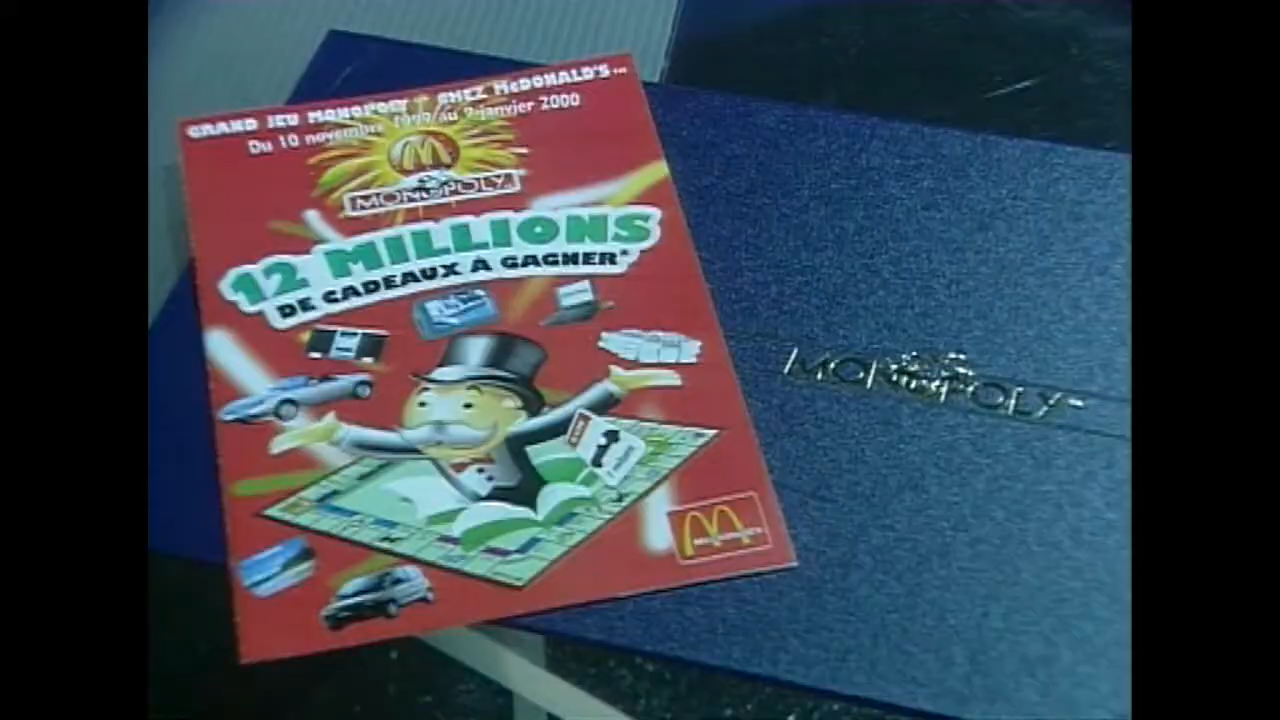 GRAND JEU MONOPOLY CHEZ McDONALD'S™
Du 10 novembre 1999 au 9 janvier 2000
MONOPOLY
12 MILLIONS
DE CADEAUX À GAGNER*
McDonald's
MONOPOLY